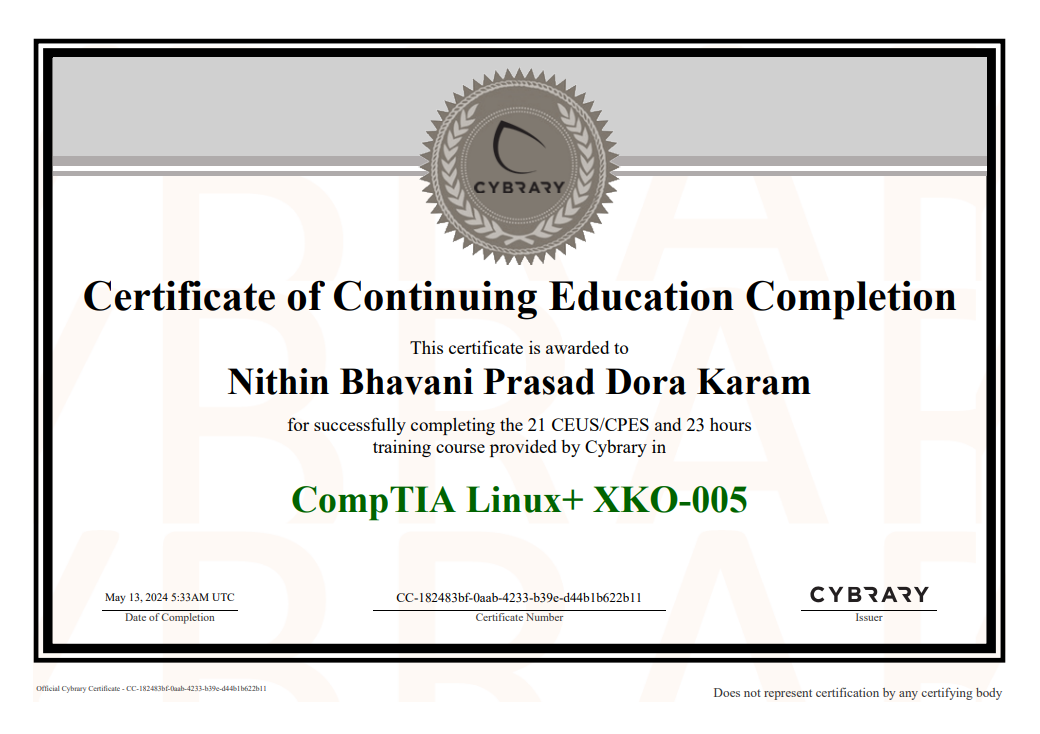 CYBRARY
Certificate of Continuing Education Completion
This certificate is awarded to
Nithin Bhavani Prasad Dora Karam
for successfully completing the 21 CEUS/CPES and 23 hours
training course provided by Cybrary in
CompTIA Linux+ XKO-005
May 13, 2024 5:33AM UTC
Date of Completion
CC-182483bf-0aab-4233-b39e-d44b1b622b11
Certificate Number
CYBRARY
Issuer
Official Cybrary Certificate - CC-182483bf-0aab-4233-b39e-d44b1b622b11
Does not represent certification by any certifying body